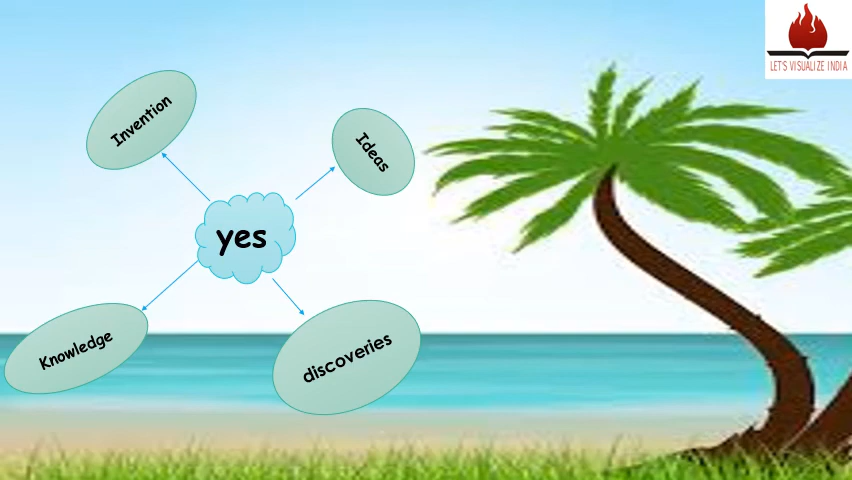 LET'S VISUALIZE INDIA
Invention
Ideas
yes
Knowledge
discoveries